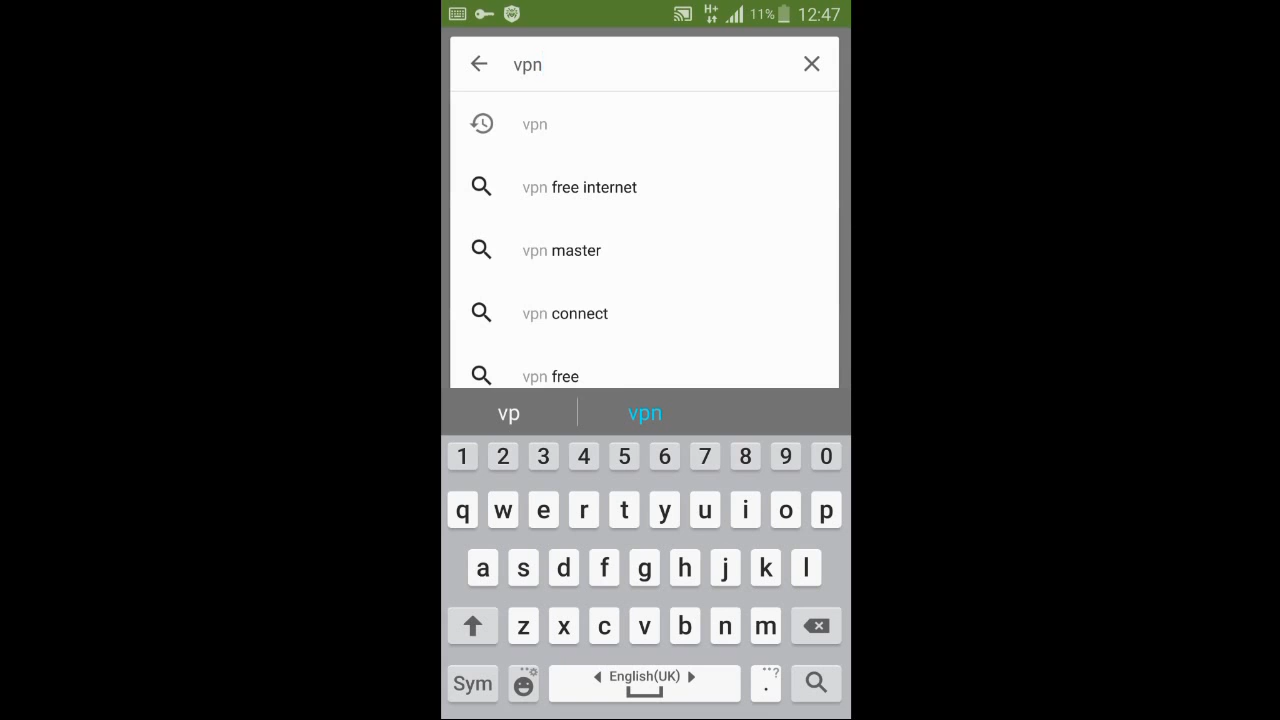 H+ 11% 12:47
vpn
vpn
vpn free internet
vpn master
vpn connect
vpn free
vp vpn
1 2 3 4 5 6 7 8 9 0
q w e r t y u i o p
a s d f g h j k l
z x c v b n m
Sym English(UK) . ?